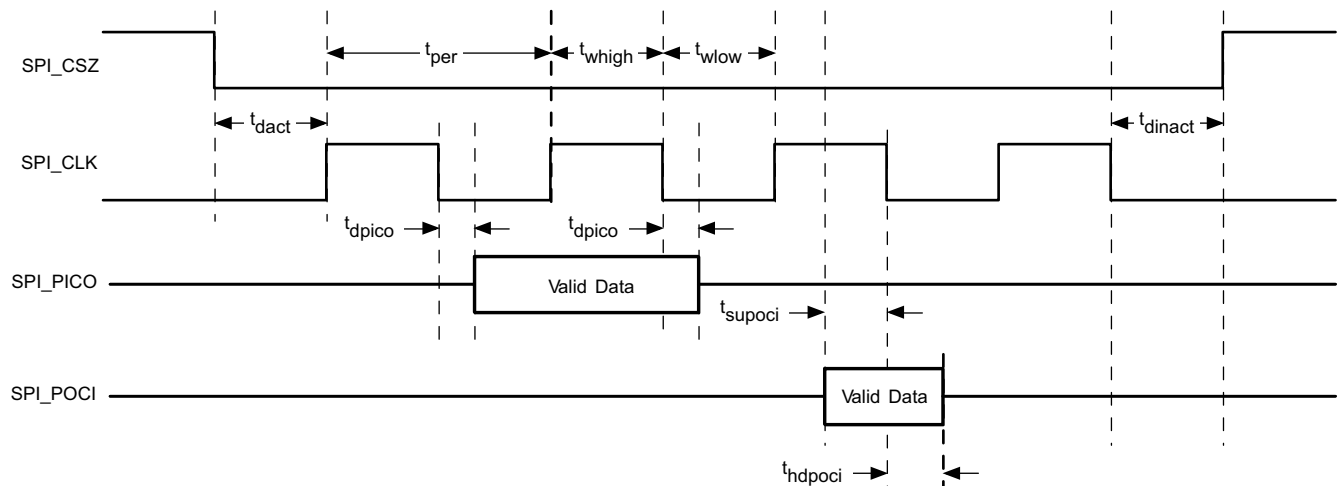 SPI_CSZ
t_per
t_whigh
t_wlow
t_dact
t_dinact
SPI_CLK
t_dpico
t_dpico
SPI_PICO
Valid Data
t_supoci
SPI_POCI
Valid Data
t_hdpoci